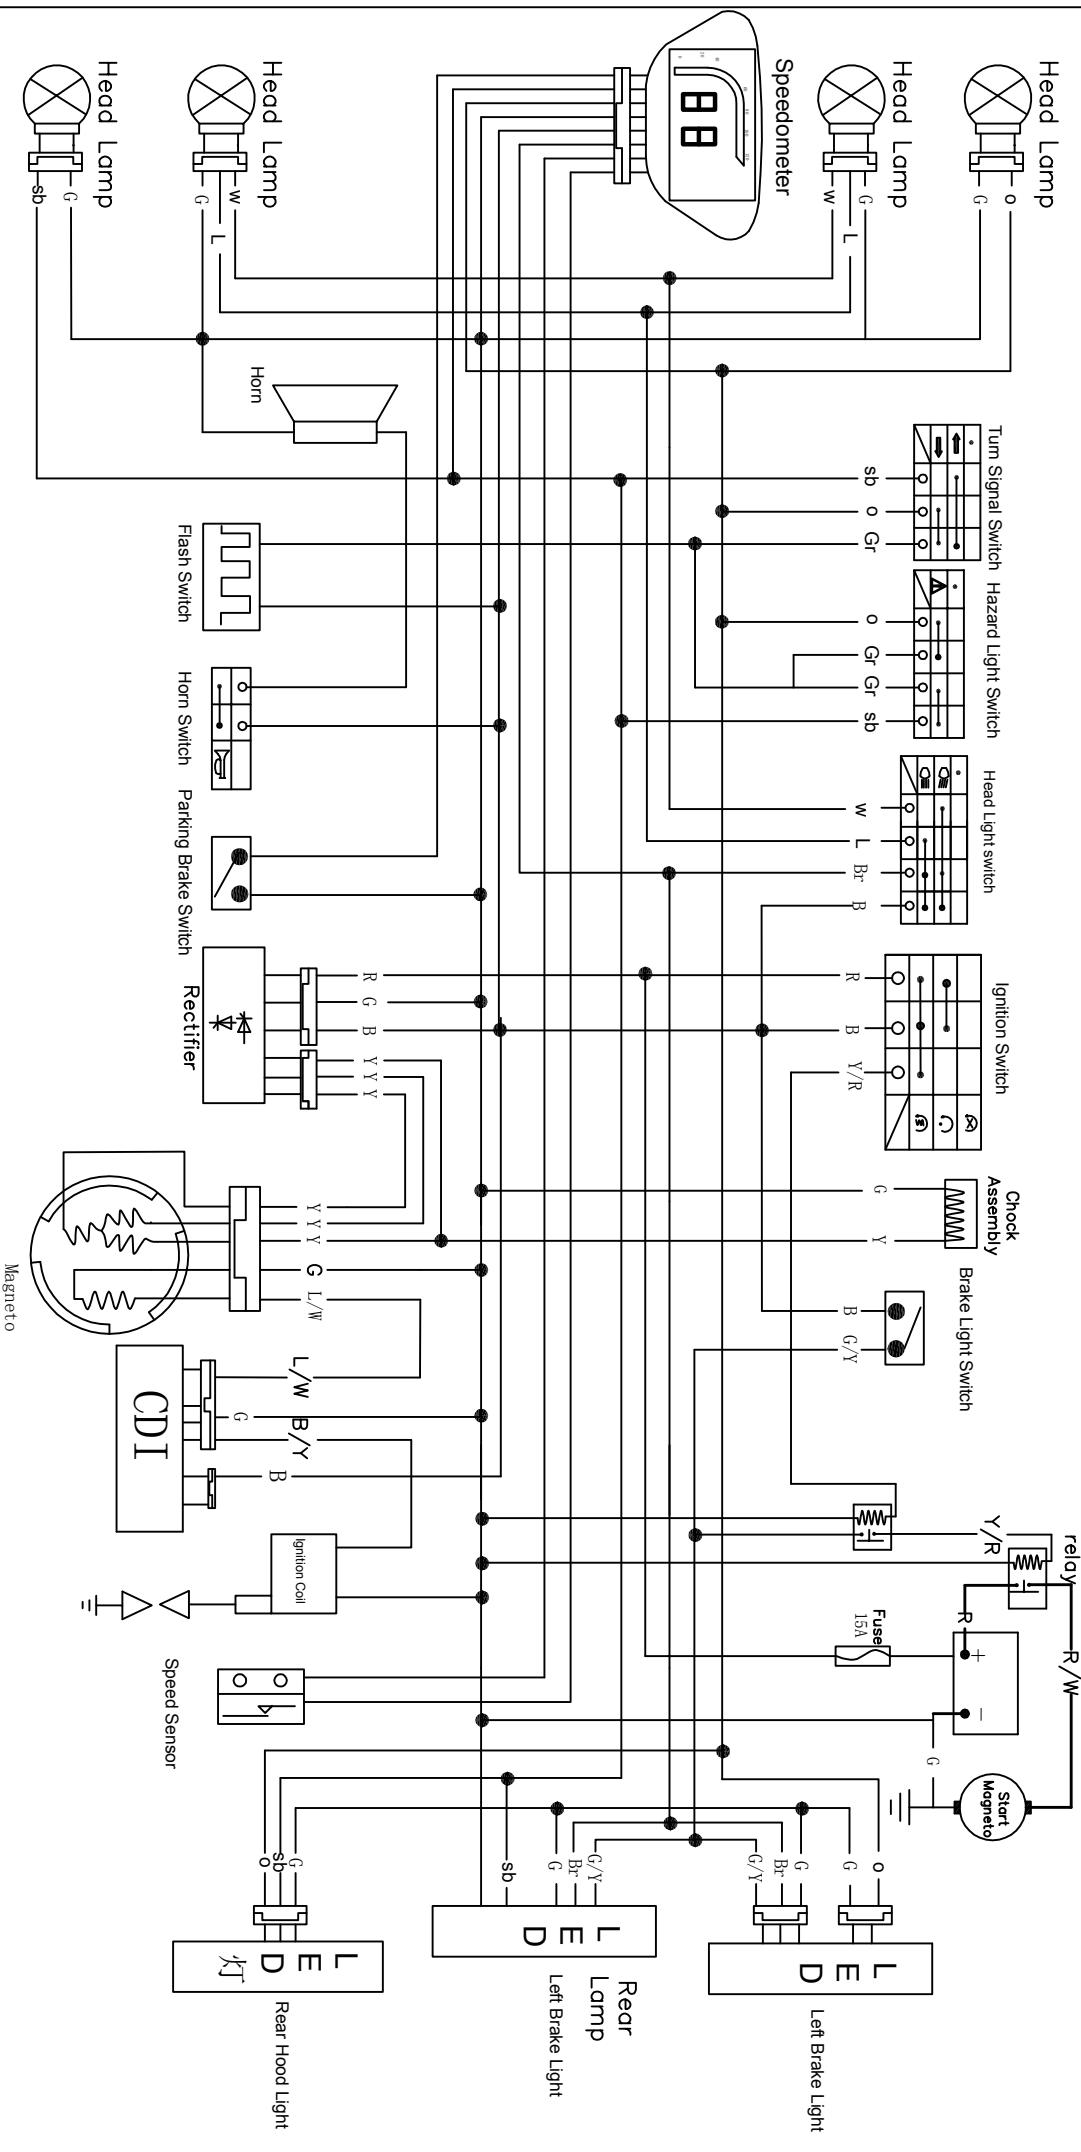 Head Lamp
sb
G
Head Lamp
G
L
w
Speedometer
Head Lamp
w
L
G
Head Lamp
G
o
Horn
Turn Signal Switch
sb
o
Gr
Flash Switch
Hazard Light Switch
o
Gr
Gr
sb
Horn Switch
Head Light switch
w
L
Br
B
Parking Brake Switch
Rectifier
R
G
B
Y
Y
Y
Ignition Switch
R
B
Y/R
Chock
Assembly
G
Y
Magneto
Y
Y
Y
G
L/W
Brake Light Switch
B
G/Y
CDI
L/W
G
B/Y
B
Ignition Coil
Y/R
relay
Fuse
15A
R
+
−
R/W
G
Start
Magneto
Speed Sensor
o
sb
G
LED
灯
Rear Hood Light
sb
G
Br
G/Y
LED
Rear
Lamp
Left Brake Light
G/Y
Br
G
G
o
LED
Left Brake Light